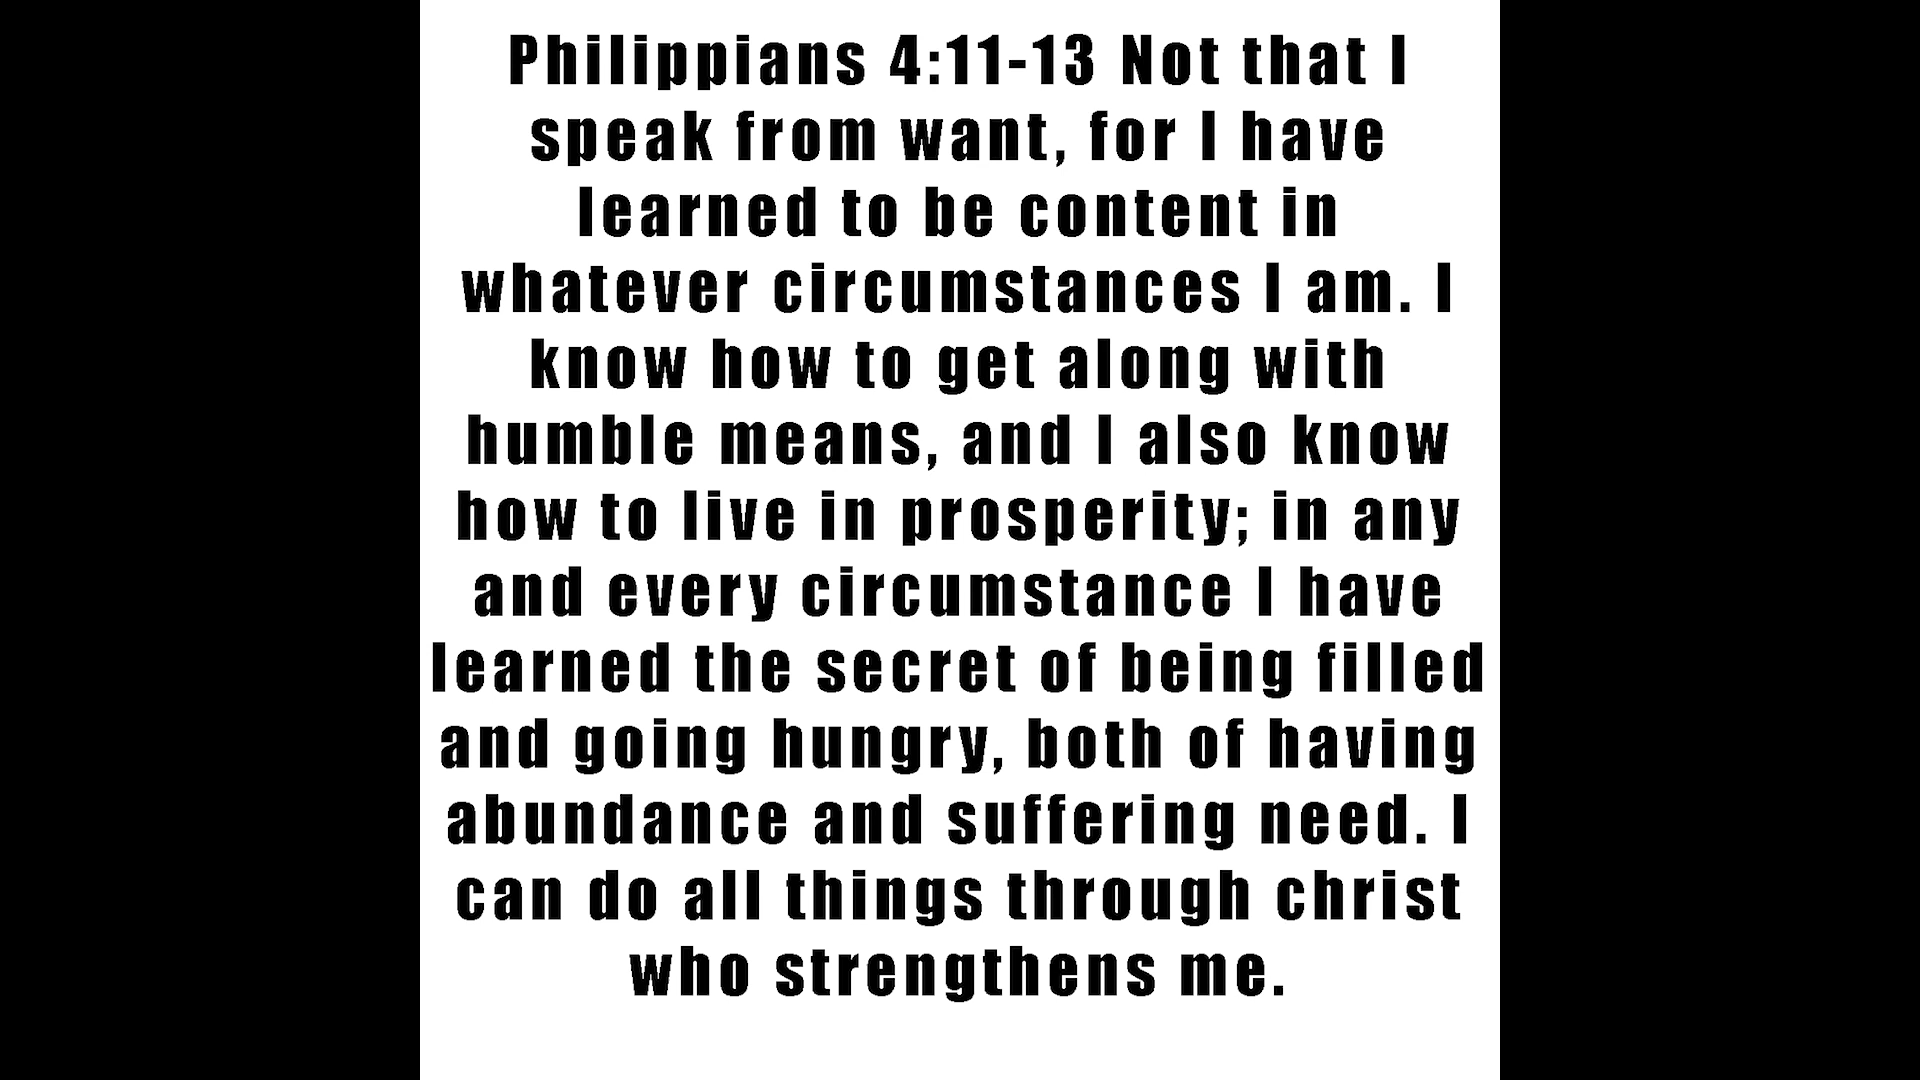 Philippians 4:11-13 Not that I
speak from want, for I have
learned to be content in
whatever circumstances I am. I
know how to get along with
humble means, and I also know
how to live in prosperity; in any
and every circumstance I have
learned the secret of being filled
and going hungry, both of having
abundance and suffering need. I
can do all things through christ
who strengthens me.